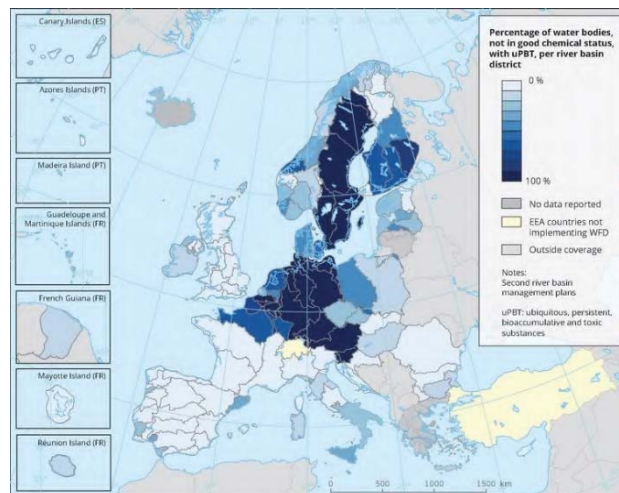 Canary Islands (ES)
Azores Islands (PT)
Madeira Island (PT)
Guadeloupe and
Martinique Islands (FR)
French Guiana (FR)
Mayotte Island (FR)
Réunion Island (FR)
Percentage of water bodies,
not in good chemical status,
with uPBT, per river basin
district
0 %
100 %
No data reported
EEA countries not
implementing WFD
Outside coverage
Notes:
Second river basin
management plans
uPBT: ubiquitous, persistent,
bioaccumulative and toxic
substances
0 500 1000 1500 km